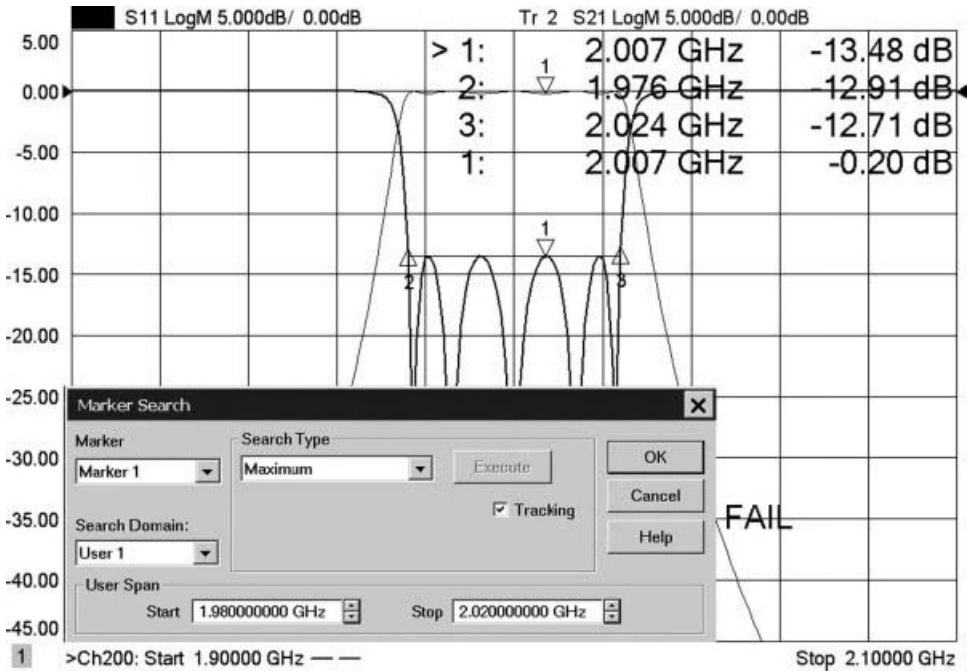 S11 LogM 5.000dB/ 0.00dB
Tr 2 S21 LogM 5.000dB/ 0.00dB
5.00
0.00
-5.00
-10.00
-15.00
-20.00
-25.00
-30.00
-35.00
-40.00
-45.00
> 1: 2.007 GHz -13.48 dB
2: 1.976 GHz -12.91 dB
3: 2.024 GHz -12.71 dB
1: 2.007 GHz -0.20 dB
1
1
2
3
Marker Search
Marker
Marker 1
Search Type
Maximum
Execute
Tracking
OK
Cancel
Help
Search Domain:
User 1
User Span
Start 1.980000000 GHz
Stop 2.020000000 GHz
FAIL
1 >Ch200: Start 1.90000 GHz — —
Stop 2.10000 GHz